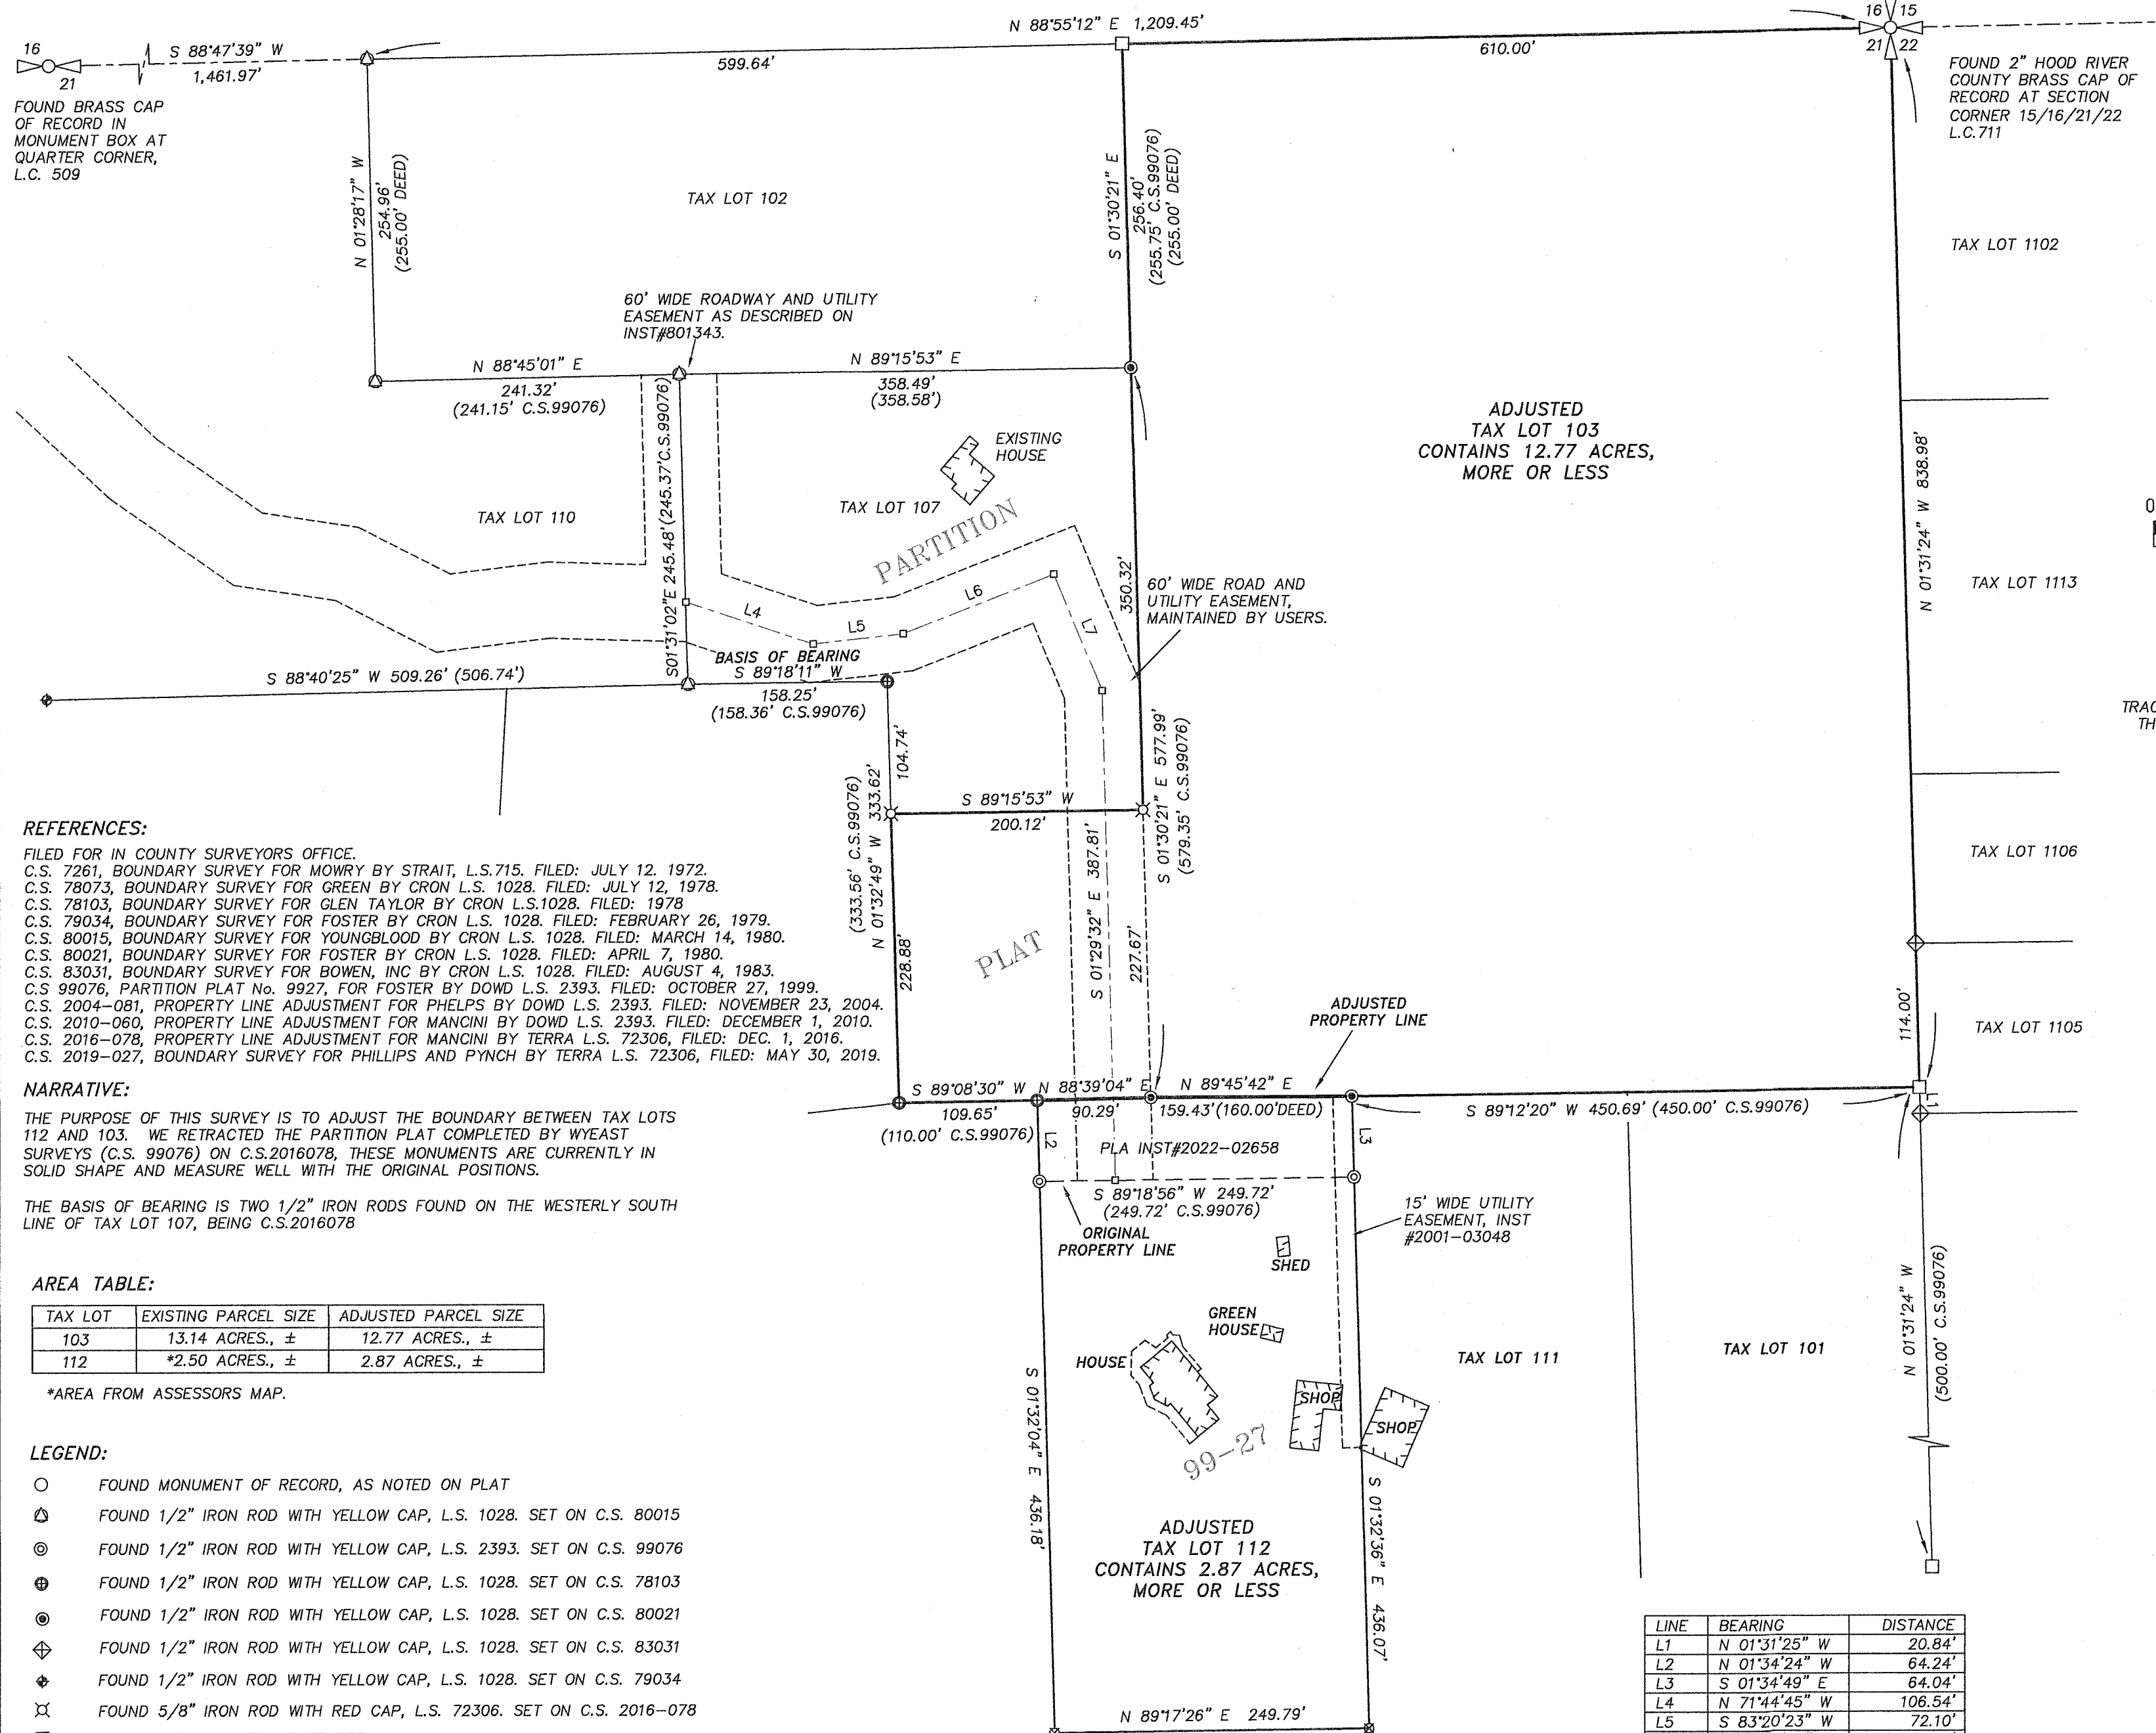 N 88°55'12" E 1,209.45'
599.64'
610.00'
16
21
S 88°47'39" W
1,461.97'
FOUND BRASS CAP
OF RECORD IN
MONUMENT BOX AT
QUARTER CORNER,
L.C. 509
16 15
21 22
FOUND 2" HOOD RIVER
COUNTY BRASS CAP OF
RECORD AT SECTION
CORNER 15/16/21/22
L.C.711
N 01°28'17" W
254.96'
(255.00' DEED)
TAX LOT 102
S 01°30'21" E
256.40'
(255.75' C.S.99076)
(255.00' DEED)
TAX LOT 1102
60' WIDE ROADWAY AND UTILITY
EASEMENT AS DESCRIBED ON
INST#801343.
N 88°45'01" E
241.32'
(241.15' C.S.99076)
N 89°15'53" E
358.49'
(358.58')
EXISTING
HOUSE
ADJUSTED
TAX LOT 103
CONTAINS 12.77 ACRES,
MORE OR LESS
N 01°31'24" W 838.98'
TAX LOT 110
S01°31'02"E 245.48'(245.37'C.S.99076)
TAX LOT 107
PARTITION
L4
L5
L6
L7
350.32'
60' WIDE ROAD AND
UTILITY EASEMENT,
MAINTAINED BY USERS.
TAX LOT 1113
0
TRAC
TH
BASIS OF BEARING
S 89°18'11" W
158.25'
(158.36' C.S.99076)
S 88°40'25" W 509.26' (506.74')
104.74'
(333.56' C.S.99076)
N 01°32'49" W 333.62'
228.88'
S 89°15'53" W
200.12'
S 01°30'21" E 577.99'
(579.35' C.S.99076)
S 01°29'32" E 387.81'
227.67'
PLAT
TAX LOT 1106
114.00'
TAX LOT 1105
REFERENCES:
FILED FOR IN COUNTY SURVEYORS OFFICE.
C.S. 7261, BOUNDARY SURVEY FOR MOWRY BY STRAIT, L.S.715. FILED: JULY 12. 1972.
C.S. 78073, BOUNDARY SURVEY FOR GREEN BY CRON L.S. 1028. FILED: JULY 12, 1978.
C.S. 78103, BOUNDARY SURVEY FOR GLEN TAYLOR BY CRON L.S.1028. FILED: 1978
C.S. 79034, BOUNDARY SURVEY FOR FOSTER BY CRON L.S. 1028. FILED: FEBRUARY 26, 1979.
C.S. 80015, BOUNDARY SURVEY FOR YOUNGBLOOD BY CRON L.S. 1028. FILED: MARCH 14, 1980.
C.S. 80021, BOUNDARY SURVEY FOR FOSTER BY CRON L.S. 1028. FILED: APRIL 7, 1980.
C.S. 83031, BOUNDARY SURVEY FOR BOWEN, INC BY CRON L.S. 1028. FILED: AUGUST 4, 1983.
C.S 99076, PARTITION PLAT No. 9927, FOR FOSTER BY DOWD L.S. 2393. FILED: OCTOBER 27, 1999.
C.S. 2004-081, PROPERTY LINE ADJUSTMENT FOR PHELPS BY DOWD L.S. 2393. FILED: NOVEMBER 23, 2004.
C.S. 2010-060, PROPERTY LINE ADJUSTMENT FOR MANCINI BY DOWD L.S. 2393. FILED: DECEMBER 1, 2010.
C.S. 2016-078, PROPERTY LINE ADJUSTMENT FOR MANCINI BY TERRA L.S. 72306, FILED: DEC. 1, 2016.
C.S. 2019-027, BOUNDARY SURVEY FOR PHILLIPS AND PYNCH BY TERRA L.S. 72306, FILED: MAY 30, 2019.
NARRATIVE:
THE PURPOSE OF THIS SURVEY IS TO ADJUST THE BOUNDARY BETWEEN TAX LOTS
112 AND 103. WE RETRACTED THE PARTITION PLAT COMPLETED BY WYEAST
SURVEYS (C.S. 99076) ON C.S.2016078, THESE MONUMENTS ARE CURRENTLY IN
SOLID SHAPE AND MEASURE WELL WITH THE ORIGINAL POSITIONS.
THE BASIS OF BEARING IS TWO 1/2" IRON RODS FOUND ON THE WESTERLY SOUTH
LINE OF TAX LOT 107, BEING C.S.2016078
ADJUSTED
PROPERTY LINE
S 89°08'30" W
109.65'
(110.00' C.S.99076)
N 88°39'04" E
90.29'
N 89°45'42" E
159.43'(160.00'DEED)
S 89°12'20" W 450.69' (450.00' C.S.99076)
L1
L2
L3
PLA INST#2022-02658
S 89°18'56" W 249.72'
(249.72' C.S.99076)
ORIGINAL
PROPERTY LINE
15' WIDE UTILITY
EASEMENT, INST
#2001-03048
SHED
GREEN
HOUSE
HOUSE
SHOP
SHOP
99-27
TAX LOT 111
TAX LOT 101
N 01°31'24" W
(500.00' C.S.99076)
S 01°32'04" E 436.18'
S 01°32'36" E 436.07'
ADJUSTED
TAX LOT 112
CONTAINS 2.87 ACRES,
MORE OR LESS
N 89°17'26" E 249.79'
AREA TABLE:
TAX LOT EXISTING PARCEL SIZE ADJUSTED PARCEL SIZE
103 13.14 ACRES., ± 12.77 ACRES., ±
112 *2.50 ACRES., ± 2.87 ACRES., ±
*AREA FROM ASSESSORS MAP.
LEGEND:
FOUND MONUMENT OF RECORD, AS NOTED ON PLAT
FOUND 1/2" IRON ROD WITH YELLOW CAP, L.S. 1028. SET ON C.S. 80015
FOUND 1/2" IRON ROD WITH YELLOW CAP, L.S. 2393. SET ON C.S. 99076
FOUND 1/2" IRON ROD WITH YELLOW CAP, L.S. 1028. SET ON C.S. 78103
FOUND 1/2" IRON ROD WITH YELLOW CAP, L.S. 1028. SET ON C.S. 80021
FOUND 1/2" IRON ROD WITH YELLOW CAP, L.S. 1028. SET ON C.S. 83031
FOUND 1/2" IRON ROD WITH YELLOW CAP, L.S. 1028. SET ON C.S. 79034
FOUND 5/8" IRON ROD WITH RED CAP, L.S. 72306. SET ON C.S. 2016-078
LINE BEARING DISTANCE
L1 N 01°31'25" W 20.84'
L2 N 01°34'24" W 64.24'
L3 S 01°34'49" E 64.04'
L4 N 71°44'45" W 106.54'
L5 S 83°20'23" W 72.10'